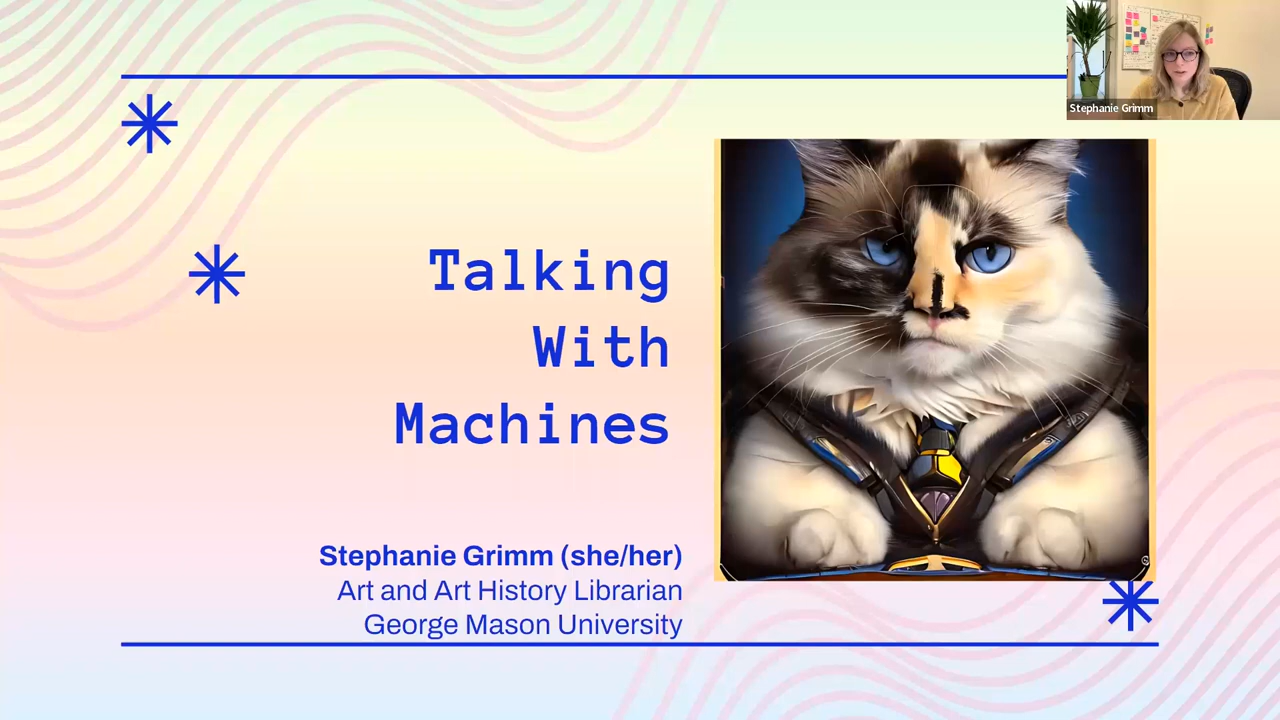 Stephanie Grimm
Talking
With
Machines
Stephanie Grimm (she/her)
Art and Art History Librarian
George Mason University